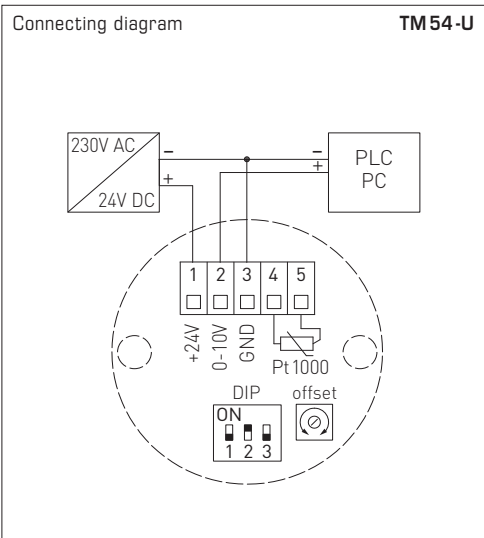 Connecting diagram TM54-U
230V AC
24V DC
–
+
–
+
PLC
PC
1 2 3 4 5
+24V
0-10V
GND
Pt1000
DIP
offset
ON
1 2 3